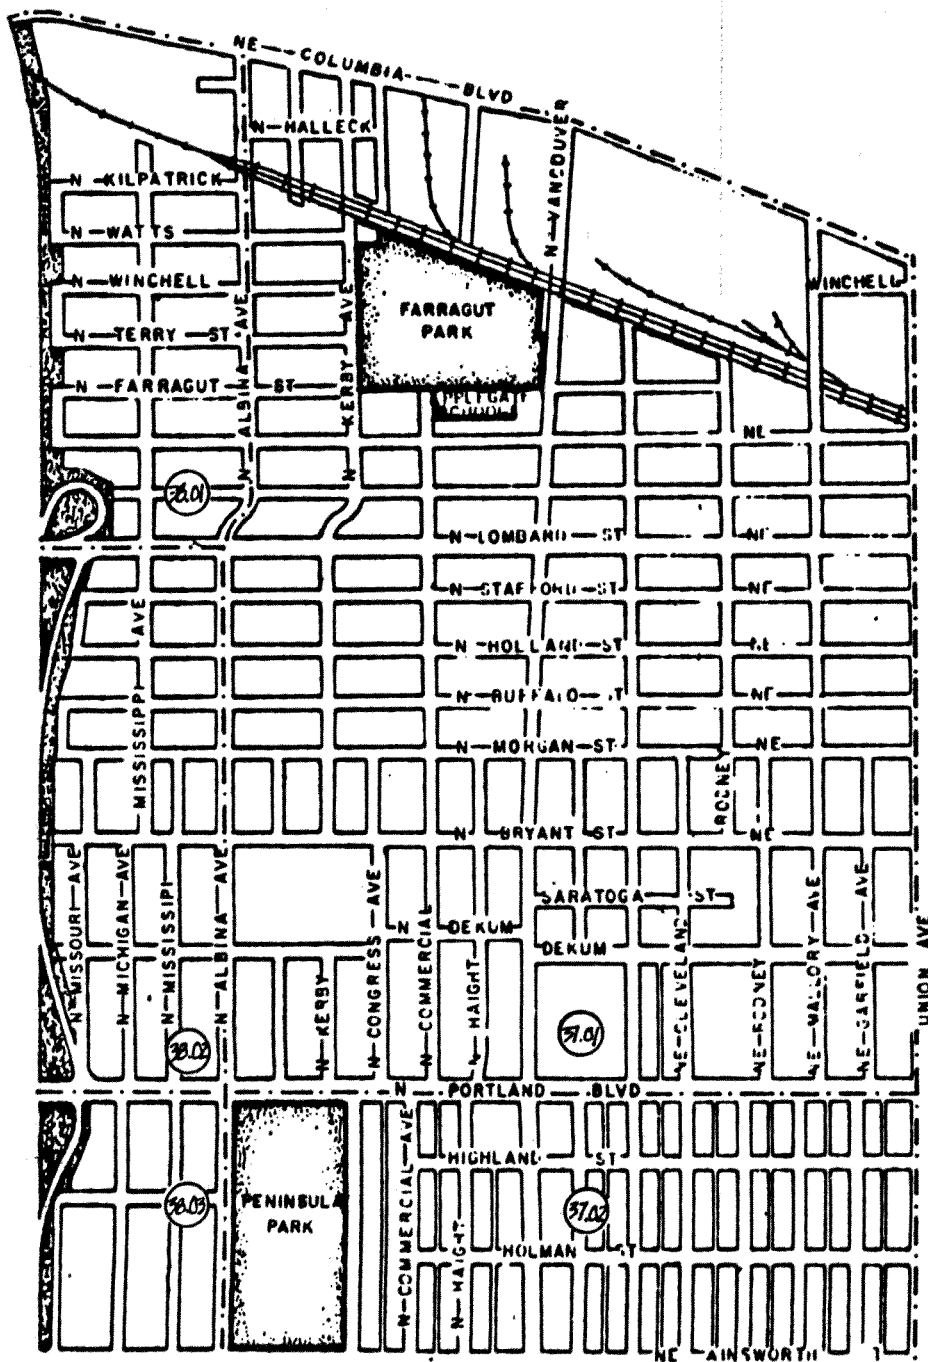 NE COLUMBIA BLVD
N HALLECK
N VANCOUVER
N KILPATRICK
N WATTS
N WINCHELL
WINCHELL
N ALBINA AVE
N KERBY AVE
FARRAGUT
PARK
N TERRY ST
N FARRAGUT ST
NE
38.01
N LOMBARD ST NE
N STAFFORD ST NE
N HOLLAND ST NE
N BUFFALO ST NE
MISSISSIPPI AVE
N MORGAN ST NE
RODNEY
N BRYANT ST NE
SARATOGA ST
N DEKUM
DEKUM
N MISSOURI AVE
N MICHIGAN AVE
N MISSISSIPI
N ALBINA AVE
N KERBY
N CONGRESS AVE
N COMMERCIAL
N HAIGHT
NE CLEVELAND
NE RODNEY
NE MALLORY AVE
NE GARFIELD AVE
UNION AVE
37.01
38.02
N PORTLAND BLVD
HIGHLAND ST
38.03
PENINSULA
PARK
N COMMERCIAL AVE
N HAIGHT
37.02
HOLMAN ST
NE AINSWORTH